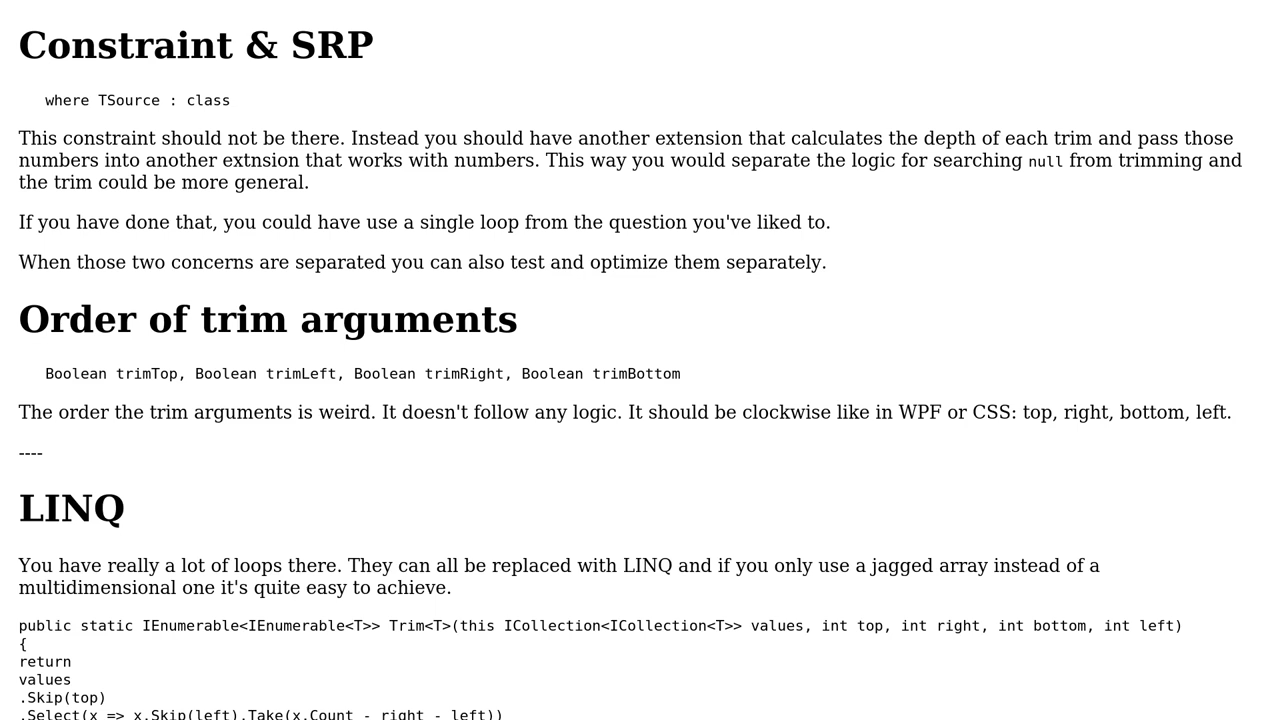 Constraint & SRP
where TSource : class
This constraint should not be there. Instead you should have another extension that calculates the depth of each trim and pass those
numbers into another extnsion that works with numbers. This way you would separate the logic for searching null from trimming and
the trim could be more general.
If you have done that, you could have use a single loop from the question you've liked to.
When those two concerns are separated you can also test and optimize them separately.
Order of trim arguments
Boolean trimTop, Boolean trimLeft, Boolean trimRight, Boolean trimBottom
The order the trim arguments is weird. It doesn't follow any logic. It should be clockwise like in WPF or CSS: top, right, bottom, left.
----
LINQ
You have really a lot of loops there. They can all be replaced with LINQ and if you only use a jagged array instead of a
multidimensional one it's quite easy to achieve.
public static IEnumerable<IEnumerable<T>> Trim<T>(this ICollection<ICollection<T>> values, int top, int right, int bottom, int left)
{
return
values
.Skip(top)
.Select(x => x.Skip(left).Take(x.Count - right - left))